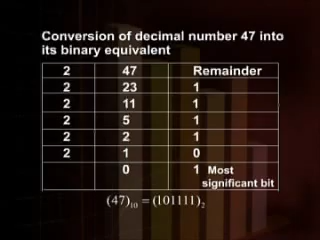 Conversion of decimal number 47 into
its binary equivalent
2 47 Remainder
2 23 1
2 11 1
2 5 1
2 2 1
2 1 0
0 1 Most
significant bit
(47)₁₀ = (101111)₂